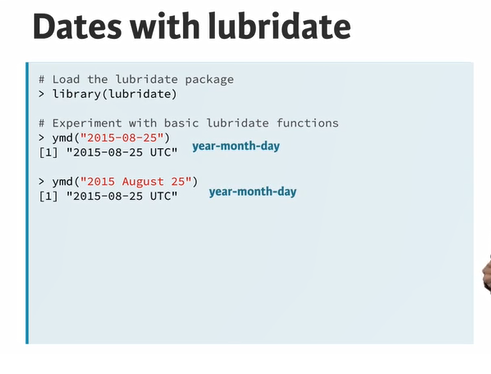 Dates with lubridate
# Load the lubridate package
> library(lubridate)
# Experiment with basic lubridate functions
> ymd("2015-08-25")
[1] "2015-08-25 UTC" year-month-day
> ymd("2015 August 25")
[1] "2015-08-25 UTC" year-month-day